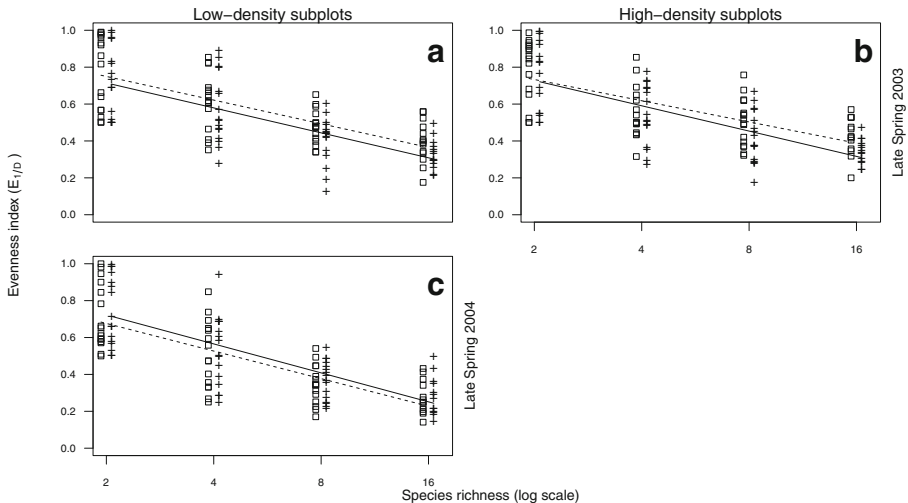 Low−density subplots
High−density subplots
1.0
0.8
0.6
0.4
0.2
0.0
a
1.0
0.8
0.6
0.4
0.2
0.0
b
Late Spring 2003
2
4
8
16
Evenness index (E1/D)
1.0
0.8
0.6
0.4
0.2
0.0
c
Late Spring 2004
2
4
8
16
Species richness (log scale)